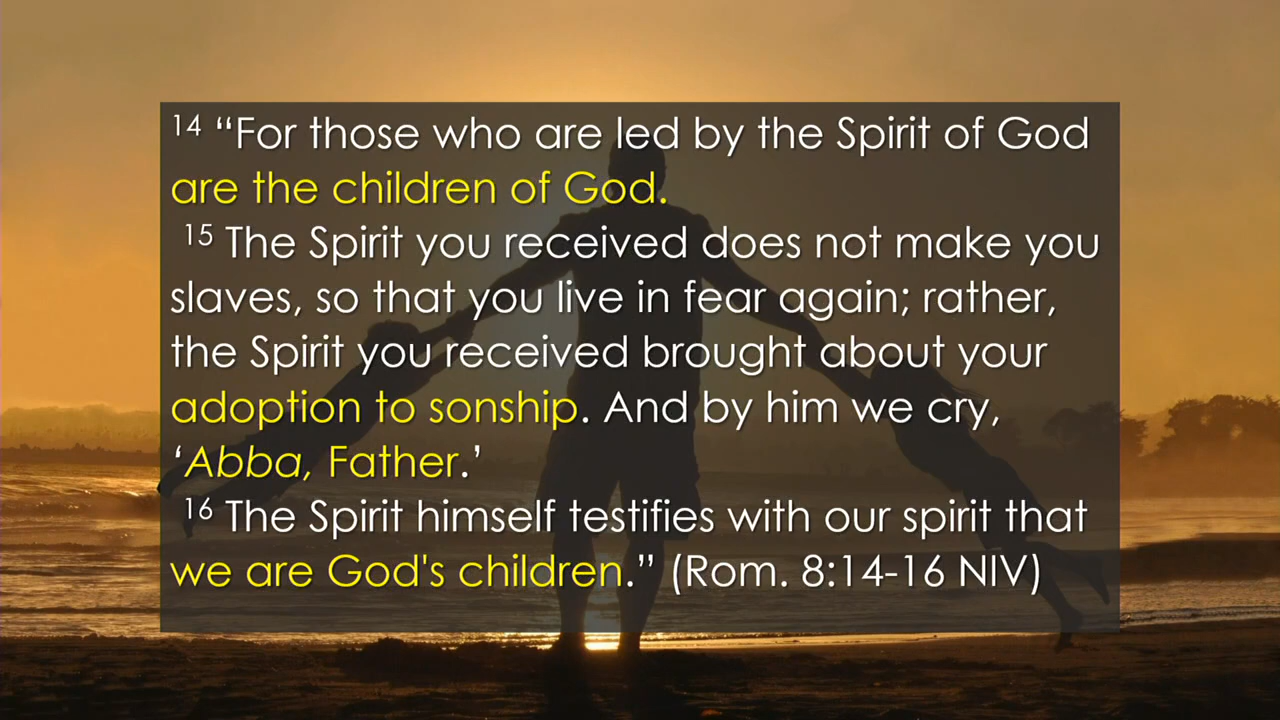 14 “For those who are led by the Spirit of God
are the children of God.
15 The Spirit you received does not make you
slaves, so that you live in fear again; rather,
the Spirit you received brought about your
adoption to sonship. And by him we cry,
‘Abba, Father.’
16 The Spirit himself testifies with our spirit that
we are God's children.” (Rom. 8:14-16 NIV)